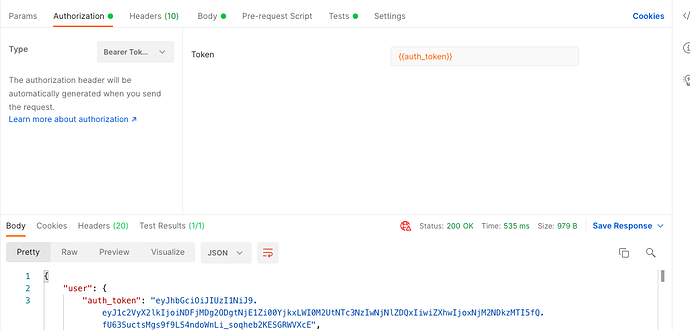 Params Authorization Headers (10) Body Pre-request Script Tests Settings Cookies
Type Bearer Tok... Token {{auth_token}}
The authorization header will be
automatically generated when you send
the request.
Learn more about authorization ↗
Body Cookies Headers (20) Test Results (1/1) Status: 200 OK Time: 535 ms Size: 979 B Save Response
Pretty Raw Preview Visualize JSON
1 {
2 "user": {
3 "auth_token": "eyJhbGciOiJIUzI1NiJ9.
eyJ1c2VyX2lkIjoiNDFjMDg2ODgtNjE1Zi00YjkxLWI0M2UtNTc3NzIwNjNlZDQxIiwiZXhwIjoxNjM2NDkzMTI5fQ.
fU63SuctsMgs9f9LS4ndoWnLi_soqheb2KESGRWVXcE",